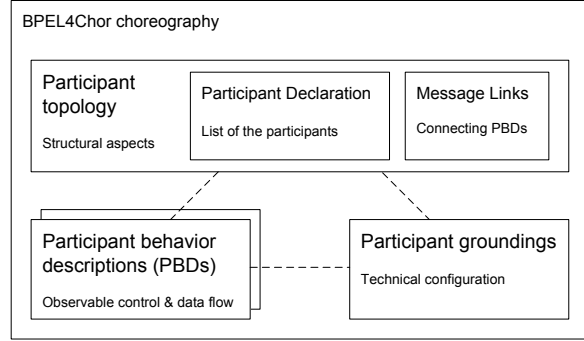 BPEL4Chor choreography
Participant
topology
Structural aspects
Participant Declaration
List of the participants
Message Links
Connecting PBDs
Participant behavior
descriptions (PBDs)
Observable control & data flow
Participant groundings
Technical configuration